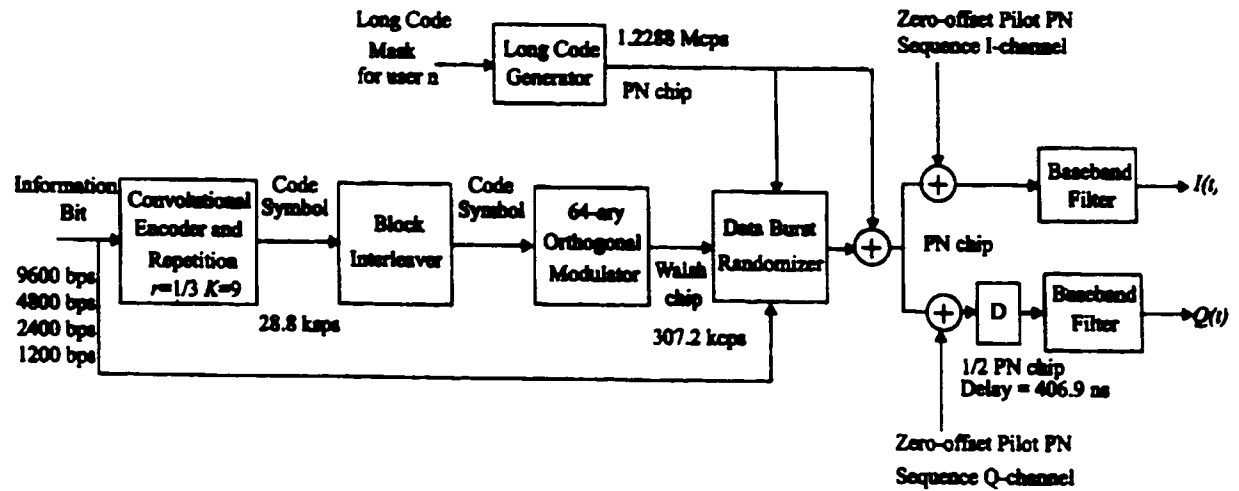 Long Code
Mask
for user n
Long Code
Generator
1.2288 Mcps
PN chip
Zero-offset Pilot PN
Sequence I-channel
Information
Bit
9600 bps
4800 bps
2400 bps
1200 bps
Convolutional
Encoder and
Repetition
r=1/3 K=9
Code
Symbol
28.8 ksps
Block
Interleaver
Code
Symbol
64-ary
Orthogonal
Modulator
Walsh
chip
307.2 kcps
Data Burst
Randomizer
PN chip
Baseband
Filter
I(t,
D
1/2 PN chip
Delay = 406.9 ns
Baseband
Filter
Q(t)
Zero-offset Pilot PN
Sequence Q-channel